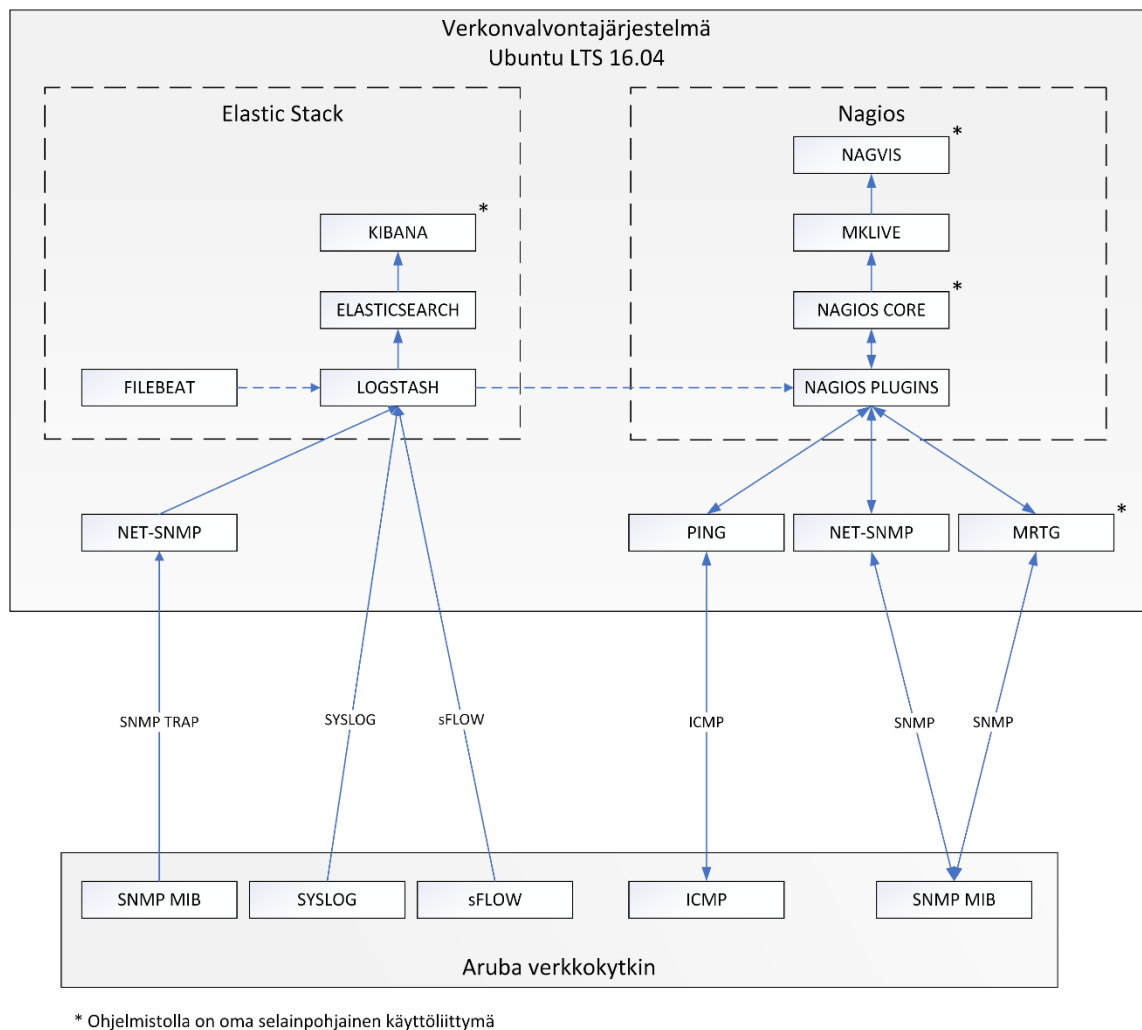 Verkonvalvontajärjestelmä
Ubuntu LTS 16.04
Elastic Stack
Nagios
*
NAGVIS
*
KIBANA
MKLIVE
*
ELASTICSEARCH
NAGIOS CORE
FILEBEAT
LOGSTASH
NAGIOS PLUGINS
*
NET-SNMP
PING
NET-SNMP
MRTG
SNMP TRAP
SYSLOG
sFLOW
ICMP
SNMP
SNMP
SNMP MIB
SYSLOG
sFLOW
ICMP
SNMP MIB
Aruba verkkokytkin
* Ohjelmistolla on oma selainpohjainen käyttöliittymä